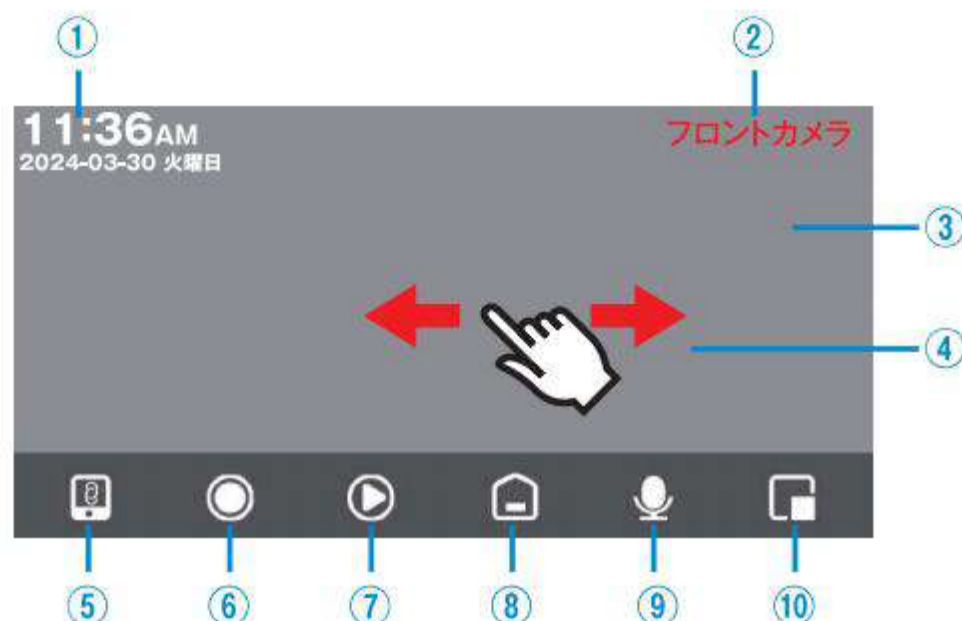 ① ②
11:36AM フロントカメラ
2024-03-30 火曜日
③
④
⑤ ⑥ ⑦ ⑧ ⑨ ⑩